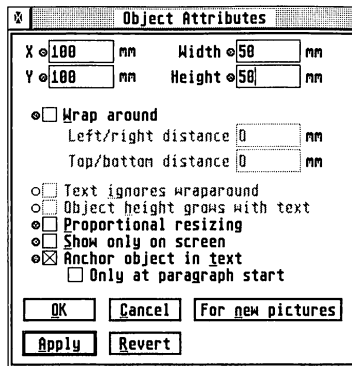 Object Attributes
X 100 mm Width 50 mm
Y 100 mm Height 50 mm
Wrap around
Left/right distance 0 mm
Top/bottom distance 0 mm
Text ignores wraparound
Object height grows with text
Proportional resizing
Show only on screen
Anchor object in text
Only at paragraph start
OK Cancel For new pictures
Apply Revert